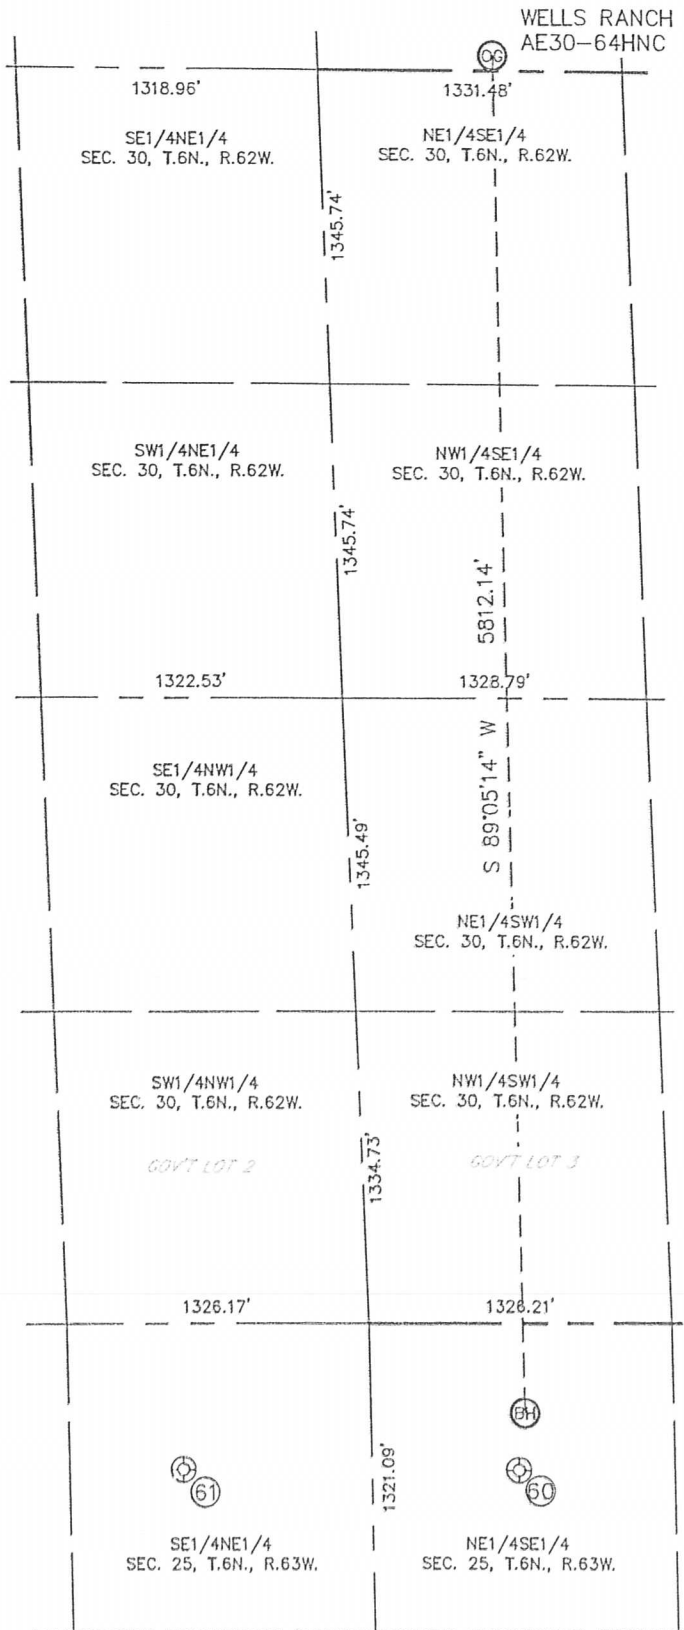 WELLS RANCH
AE30-64HNC
OG
1318.96'
1331.48'
SE1/4NE1/4
SEC. 30, T.6N., R.62W.
NE1/4SE1/4
SEC. 30, T.6N., R.62W.
1345.74'
SW1/4NE1/4
SEC. 30, T.6N., R.62W.
NW1/4SE1/4
SEC. 30, T.6N., R.62W.
1345.74'
5812.14'
1322.53'
1328.79'
S 89°05'14" W
SE1/4NW1/4
SEC. 30, T.6N., R.62W.
1345.49'
NE1/4SW1/4
SEC. 30, T.6N., R.62W.
SW1/4NW1/4
SEC. 30, T.6N., R.62W.
NW1/4SW1/4
SEC. 30, T.6N., R.62W.
GOV'T LOT 2
GOV'T LOT 3
1334.73'
1326.17'
1326.21'
BH
61
60
1321.09'
SE1/4NE1/4
SEC. 25, T.6N., R.63W.
NE1/4SE1/4
SEC. 25, T.6N., R.63W.